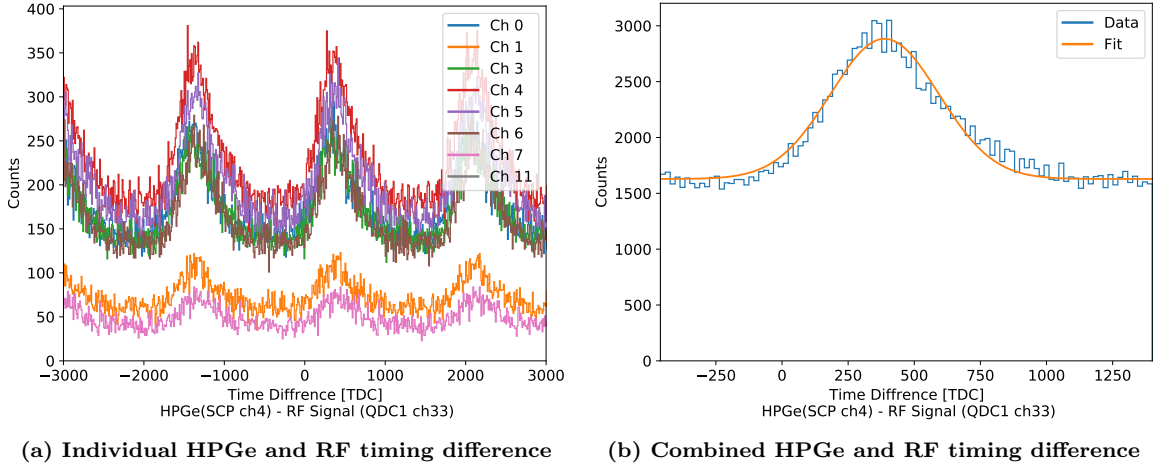 400
350
300
250
200
150
100
50
0
Counts
−3000
−2000
−1000
0
1000
2000
3000
Time Diffrence [TDC]
HPGe(SCP ch4) - RF Signal (QDC1 ch33)
Ch 0
Ch 1
Ch 3
Ch 4
Ch 5
Ch 6
Ch 7
Ch 11
(a) Individual HPGe and RF timing difference
3000
2500
2000
1500
1000
500
0
Counts
−250
0
250
500
750
1000
1250
Time Diffrence [TDC]
HPGe(SCP ch4) - RF Signal (QDC1 ch33)
Data
Fit
(b) Combined HPGe and RF timing difference